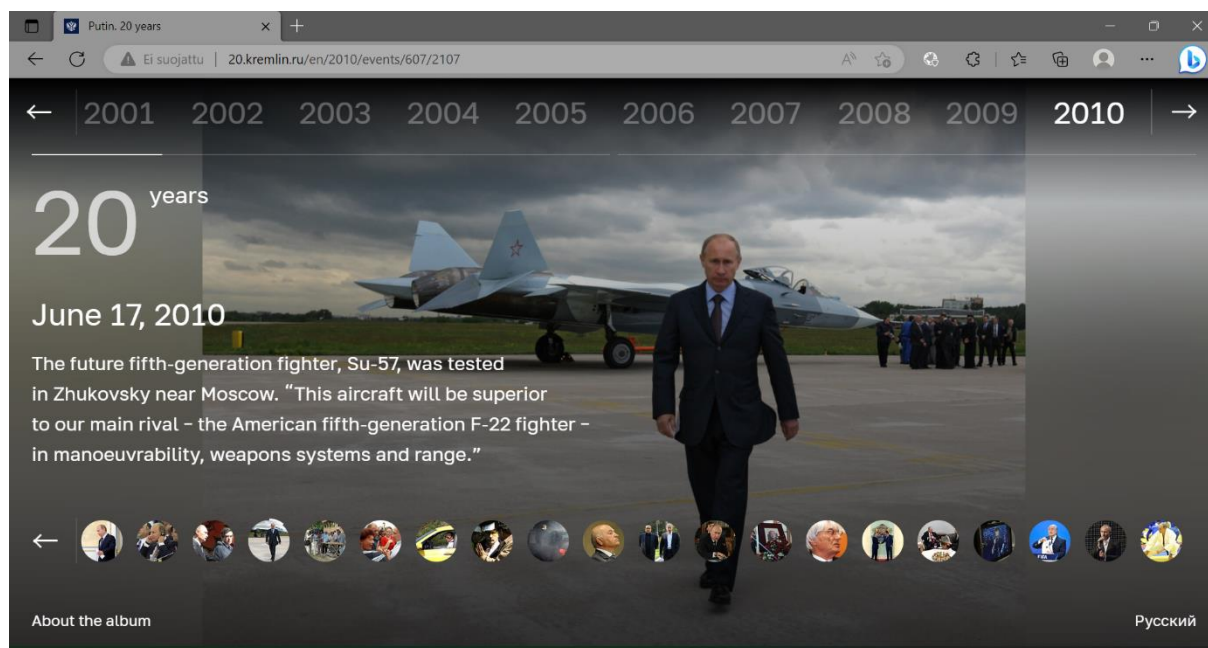 Putin. 20 years
Ei suojattu | 20.kremlin.ru/en/2010/events/607/2107
2001 2002 2003 2004 2005 2006 2007 2008 2009 2010
20 years
June 17, 2010
The future fifth-generation fighter, Su-57, was tested
in Zhukovsky near Moscow. “This aircraft will be superior
to our main rival – the American fifth-generation F-22 fighter –
in manoeuvrability, weapons systems and range.”
FIFA
About the album
Русский